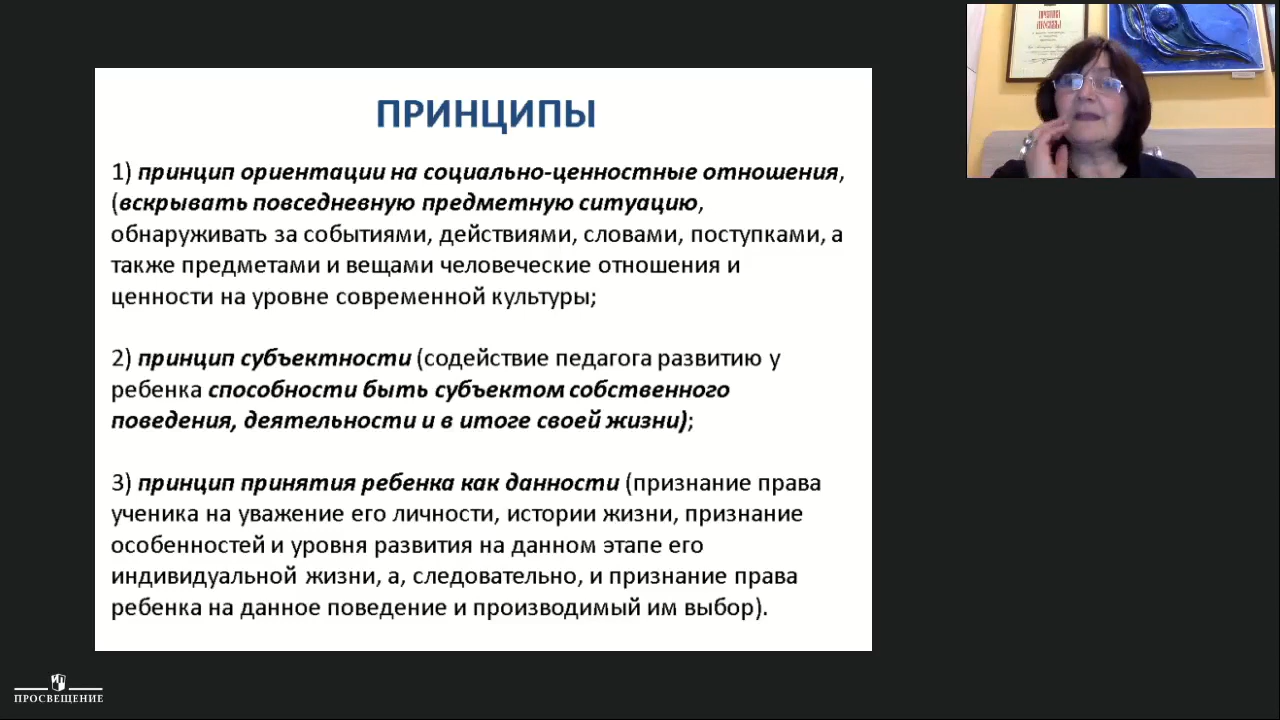 ПРИНЦИПЫ
1) принцип ориентации на социально-ценностные отношения,
(вскрывать повседневную предметную ситуацию,
обнаруживать за событиями, действиями, словами, поступками, а
также предметами и вещами человеческие отношения и
ценности на уровне современной культуры;
2) принцип субъектности (содействие педагога развитию у
ребенка способности быть субъектом собственного
поведения, деятельности и в итоге своей жизни);
3) принцип принятия ребенка как данности (признание права
ученика на уважение его личности, истории жизни, признание
особенностей и уровня развития на данном этапе его
индивидуальной жизни, а, следовательно, и признание права
ребенка на данное поведение и производимый им выбор).
ПРОСВЕЩЕНИЕ